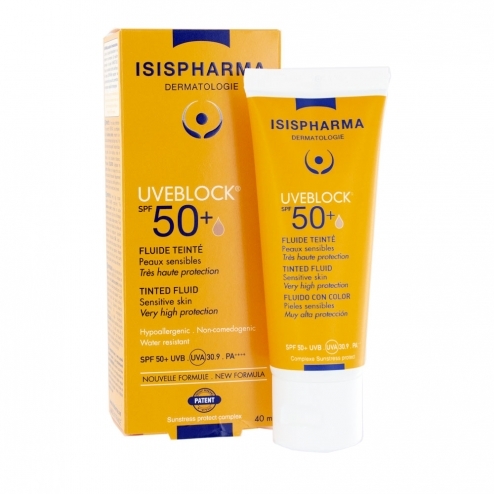 ISISPHARMA
DERMATOLOGIE
UVEBLOCK®
SPF 50+
FLUIDE TEINTÉ
Peaux sensibles
Très haute protection
TINTED FLUID
Sensitive skin
Very high protection
Hypoallergenic . Non-comedogenic
Water resistant
SPF 50+ UVB UVA 30.9 . PA++++
NOUVELLE FORMULE . NEW FORMULA
PATENT
Sunstress protect complex
40 m
ISISPHARMA
DERMATOLOGIE
UVEBLOCK®
SPF 50+
FLUIDE TEINTÉ
Peaux sensibles
Très haute protection
TINTED FLUID
Sensitive skin
Very high protection
FLUIDO CON COLOR
Pieles sensibles
Muy alta protección
SPF 50+ UVB UVA 30.9 . PA
Complexe Sunstress protect